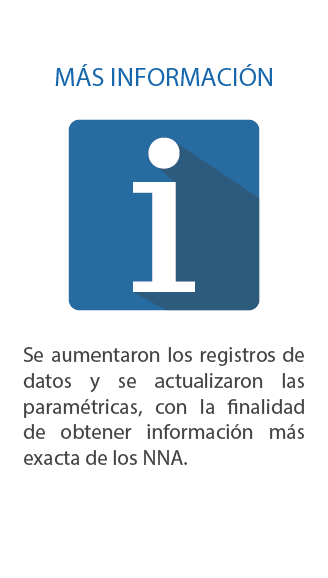 MÁS INFORMACIÓN
Se aumentaron los registros de
datos y se actualizaron las
paramétricas, con la finalidad
de obtener información más
exacta de los NNA.